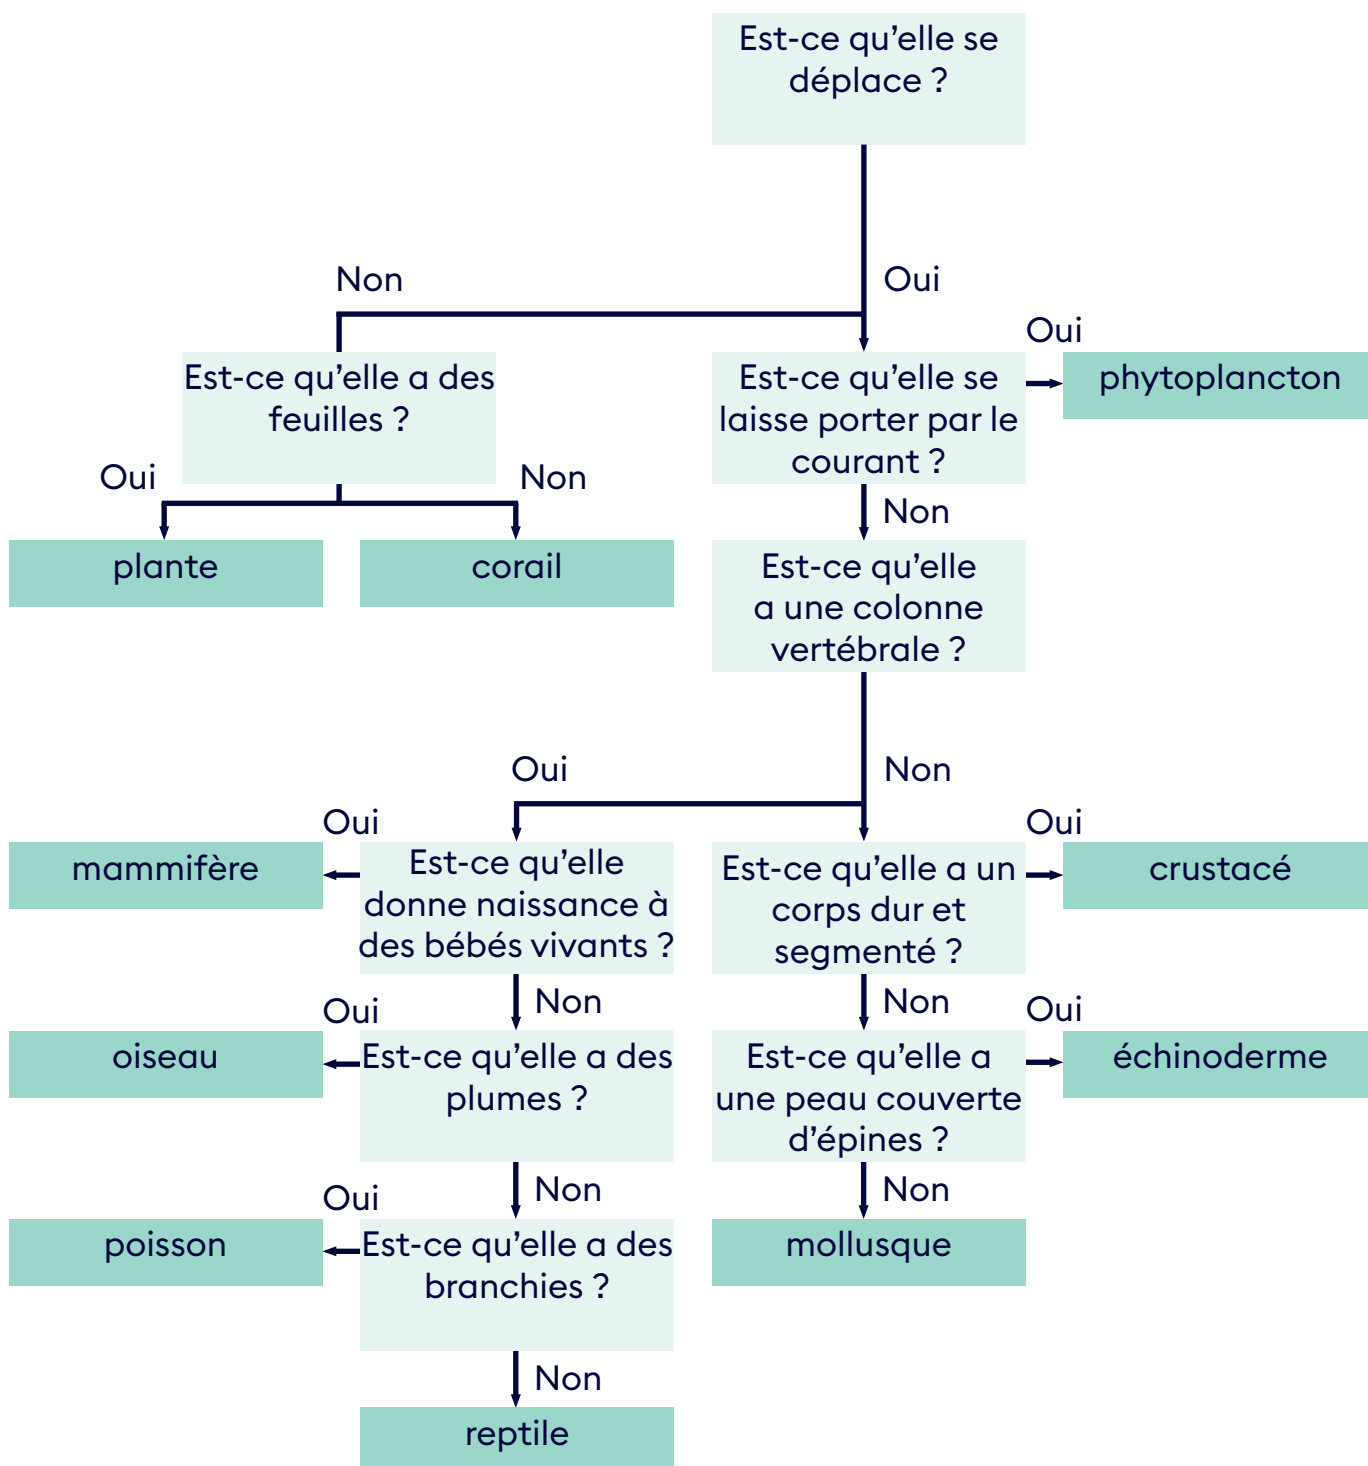 Est-ce qu’elle se
déplace ?
Non
Oui
Est-ce qu’elle a des
feuilles ?
Est-ce qu’elle se
laisse porter par le
courant ?
Oui
phytoplancton
Oui
Non
plante
corail
Non
Est-ce qu’elle
a une colonne
vertébrale ?
Oui
Non
Oui
mammifère
Est-ce qu’elle
donne naissance à
des bébés vivants ?
Est-ce qu’elle a un
corps dur et
segmenté ?
Oui
crustacé
Non
Non
Oui
oiseau
Est-ce qu’elle a des
plumes ?
Est-ce qu’elle a
une peau couverte
d’épines ?
Oui
échinoderme
Non
Non
Oui
poisson
Est-ce qu’elle a des
branchies ?
mollusque
Non
reptile